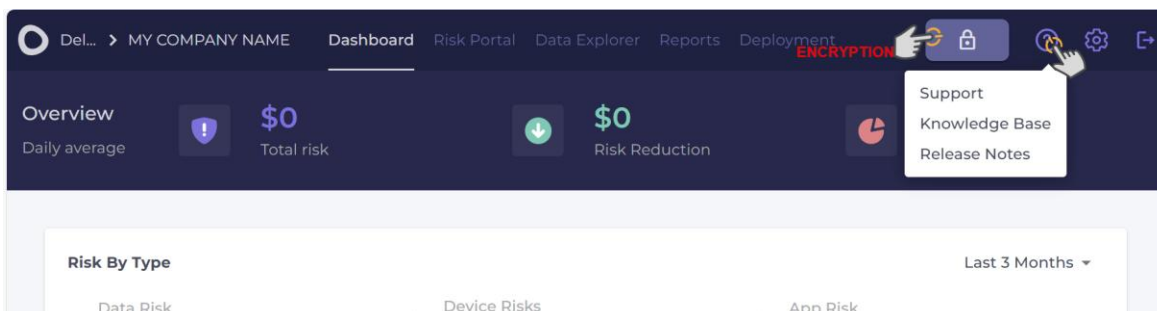 Del... > MY COMPANY NAME Dashboard Risk Portal Data Explorer Reports Deployment
ENCRYPTION
Support
Knowledge Base
Release Notes
Overview
Daily average
$0
Total risk
$0
Risk Reduction
Risk By Type
Last 3 Months
Data Risk
Device Risks
App Risk